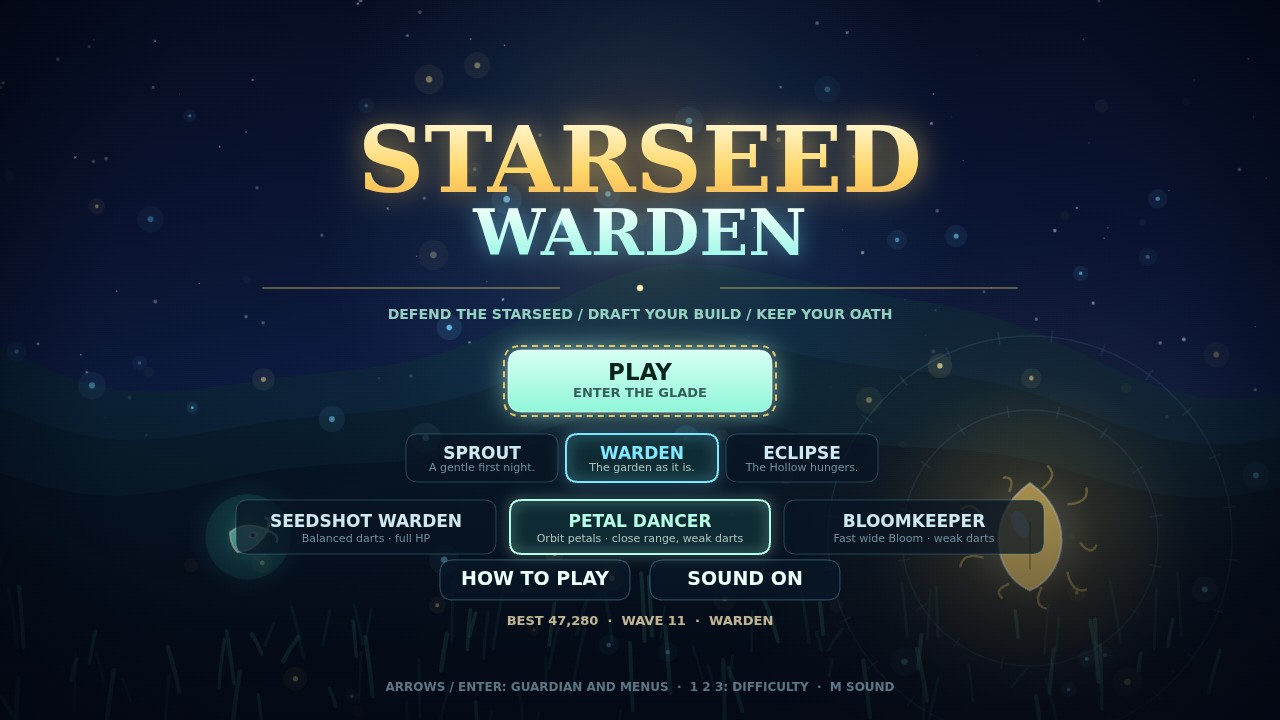 STARSEED
WARDEN
DEFEND THE STARSEED / DRAFT YOUR BUILD / KEEP YOUR OATH
PLAY
ENTER THE GLADE
SPROUT
A gentle first night.
WARDEN
The garden as it is.
ECLIPSE
The Hollow hungers.
SEEDSHOT WARDEN
Balanced darts · full HP
PETAL DANCER
Orbit petals · close range, weak darts
BLOOMKEEPER
Fast wide Bloom · weak darts
HOW TO PLAY
SOUND ON
BEST 47,280 · WAVE 11 · WARDEN
ARROWS / ENTER: GUARDIAN AND MENUS · 1 2 3: DIFFICULTY · M SOUND